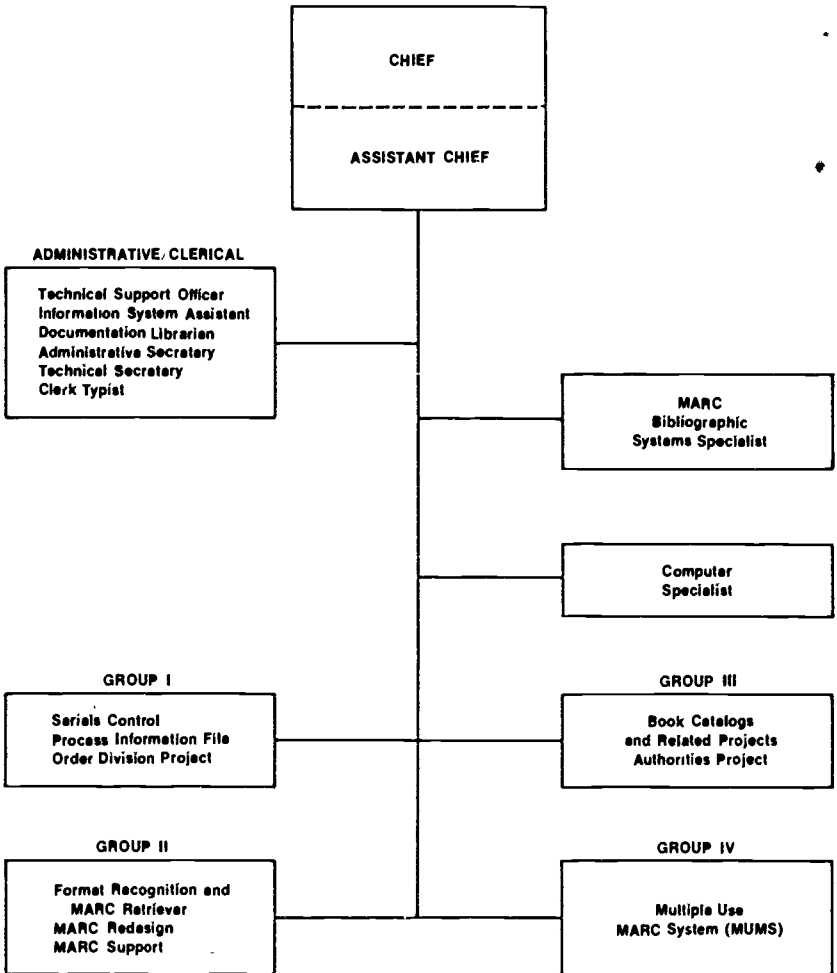 CHIEF
ASSISTANT CHIEF
ADMINISTRATIVE/CLERICAL
Technical Support Officer
Information System Assistant
Documentation Librarian
Administrative Secretary
Technical Secretary
Clerk Typist
MARC
Bibliographic
Systems Specialist
Computer
Specialist
GROUP I
Serials Control
Process Information File
Order Division Project
GROUP III
Book Catalogs
and Related Projects
Authorities Project
GROUP II
Format Recognition and
MARC Retriever
MARC Redesign
MARC Support
GROUP IV
Multiple Use
MARC System (MUMS)